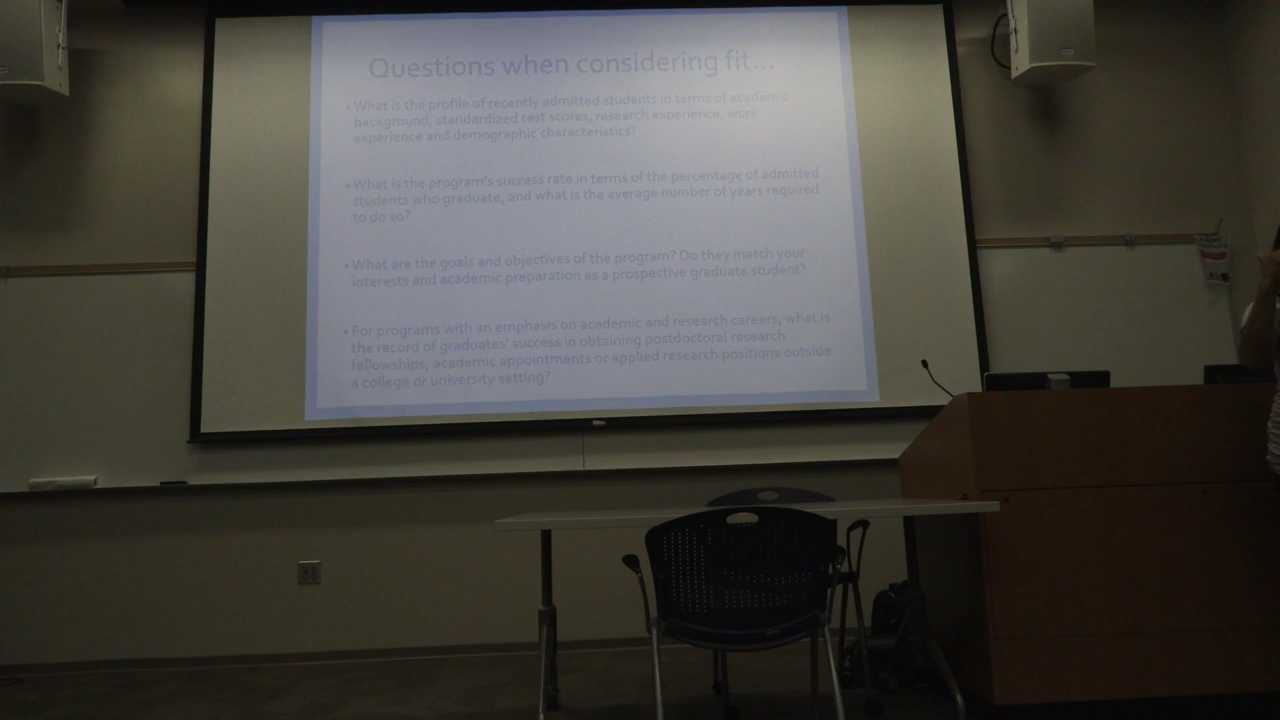 Questions when considering fit...
• What is the profile of recently admitted students in terms of academic
background, standardized test scores, research experience, work
experience and demographic characteristics?
• What is the program's success rate in terms of the percentage of admitted
students who graduate, and what is the average number of years required
to do so?
• What are the goals and objectives of the program? Do they match your
interests and academic preparation as a prospective graduate student?
• For programs with an emphasis on academic and research careers, what is
the record of graduates' success in obtaining postdoctoral research
fellowships, academic appointments or applied research positions outside
a college or university setting?